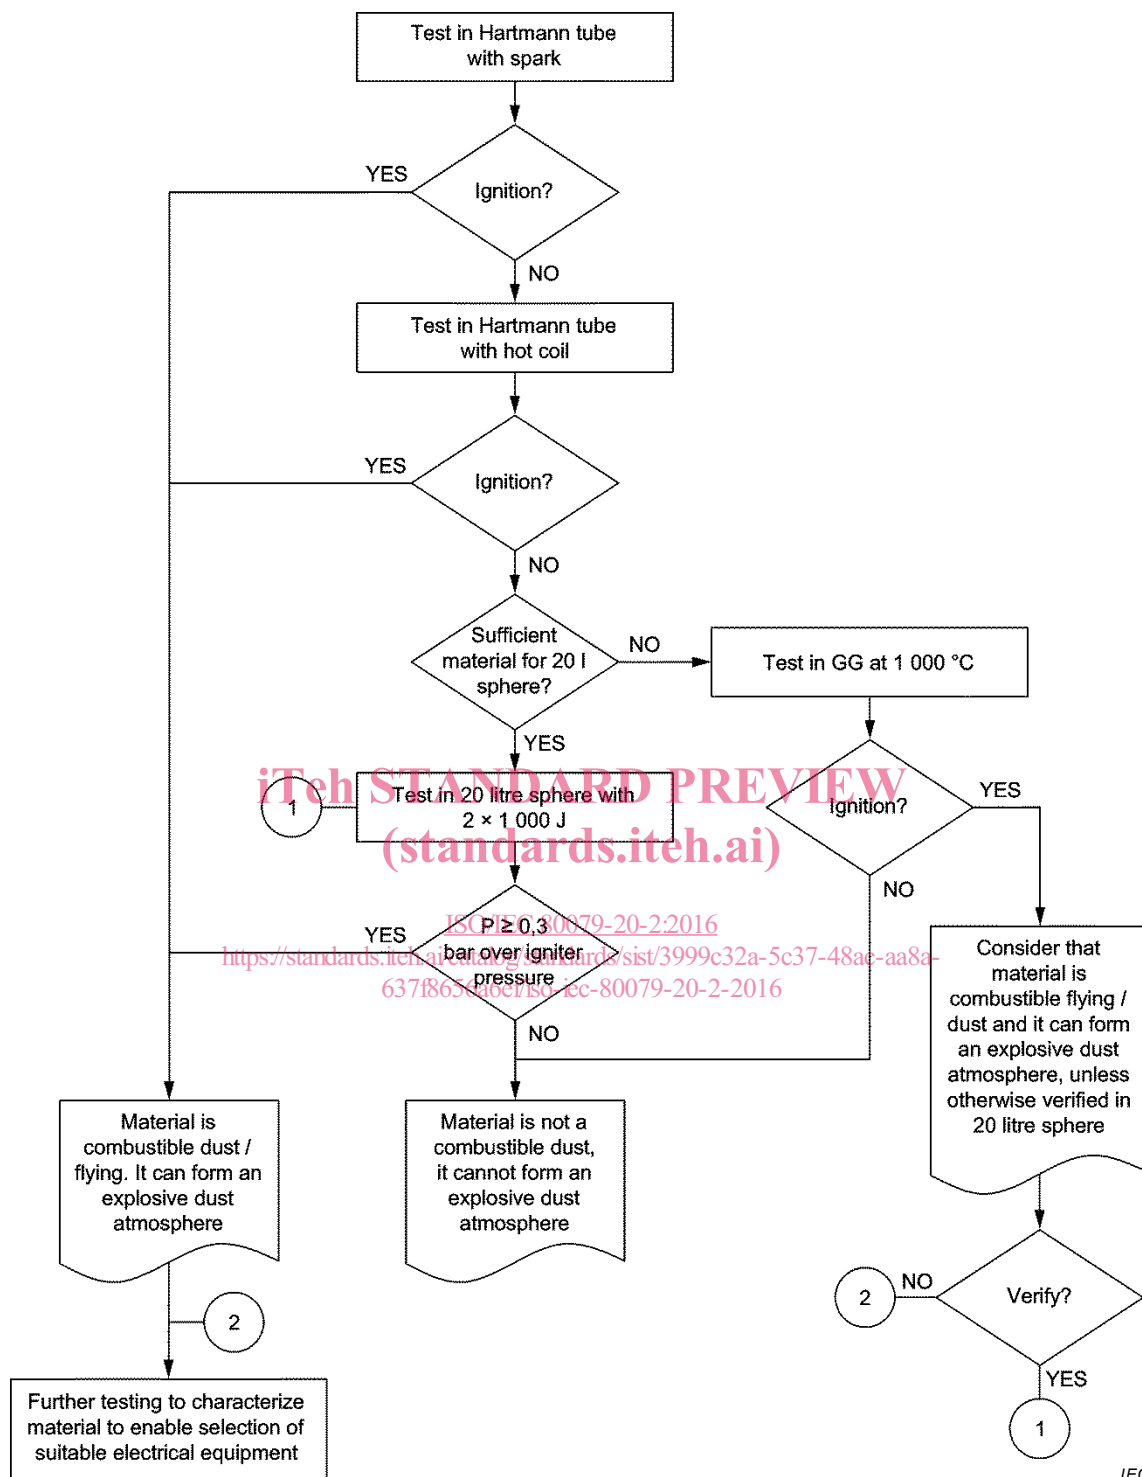 Test in Hartmann tube
with spark
YES
Ignition?
NO
Test in Hartmann tube
with hot coil
YES
Ignition?
NO
Sufficient
material for 20 l
sphere?
NO
Test in GG at 1 000 °C
YES
iTeh STANDARD PREVIEW
1
Test in 20 litre sphere with
2 × 1 000 J
Ignition?
YES
(standards.iteh.ai)
NO
ISO/IEC 80079-20-2:2016
YES
P ≥ 0,3
bar over igniter
pressure
https://standards.iteh.ai/catalog/standards/sist/3999c32a-5c37-48ae-aa8a-
637f8656a6ef/iso-iec-80079-20-2-2016
NO
Consider that
material is
combustible flying /
dust and it can form
an explosive dust
atmosphere, unless
otherwise verified in
20 litre sphere
Material is
combustible dust /
flying. It can form an
explosive dust
atmosphere
Material is not a
combustible dust,
it cannot form an
explosive dust
atmosphere
2
NO
Verify?
2
YES
Further testing to characterize
material to enable selection of
suitable electrical equipment
1
IEC